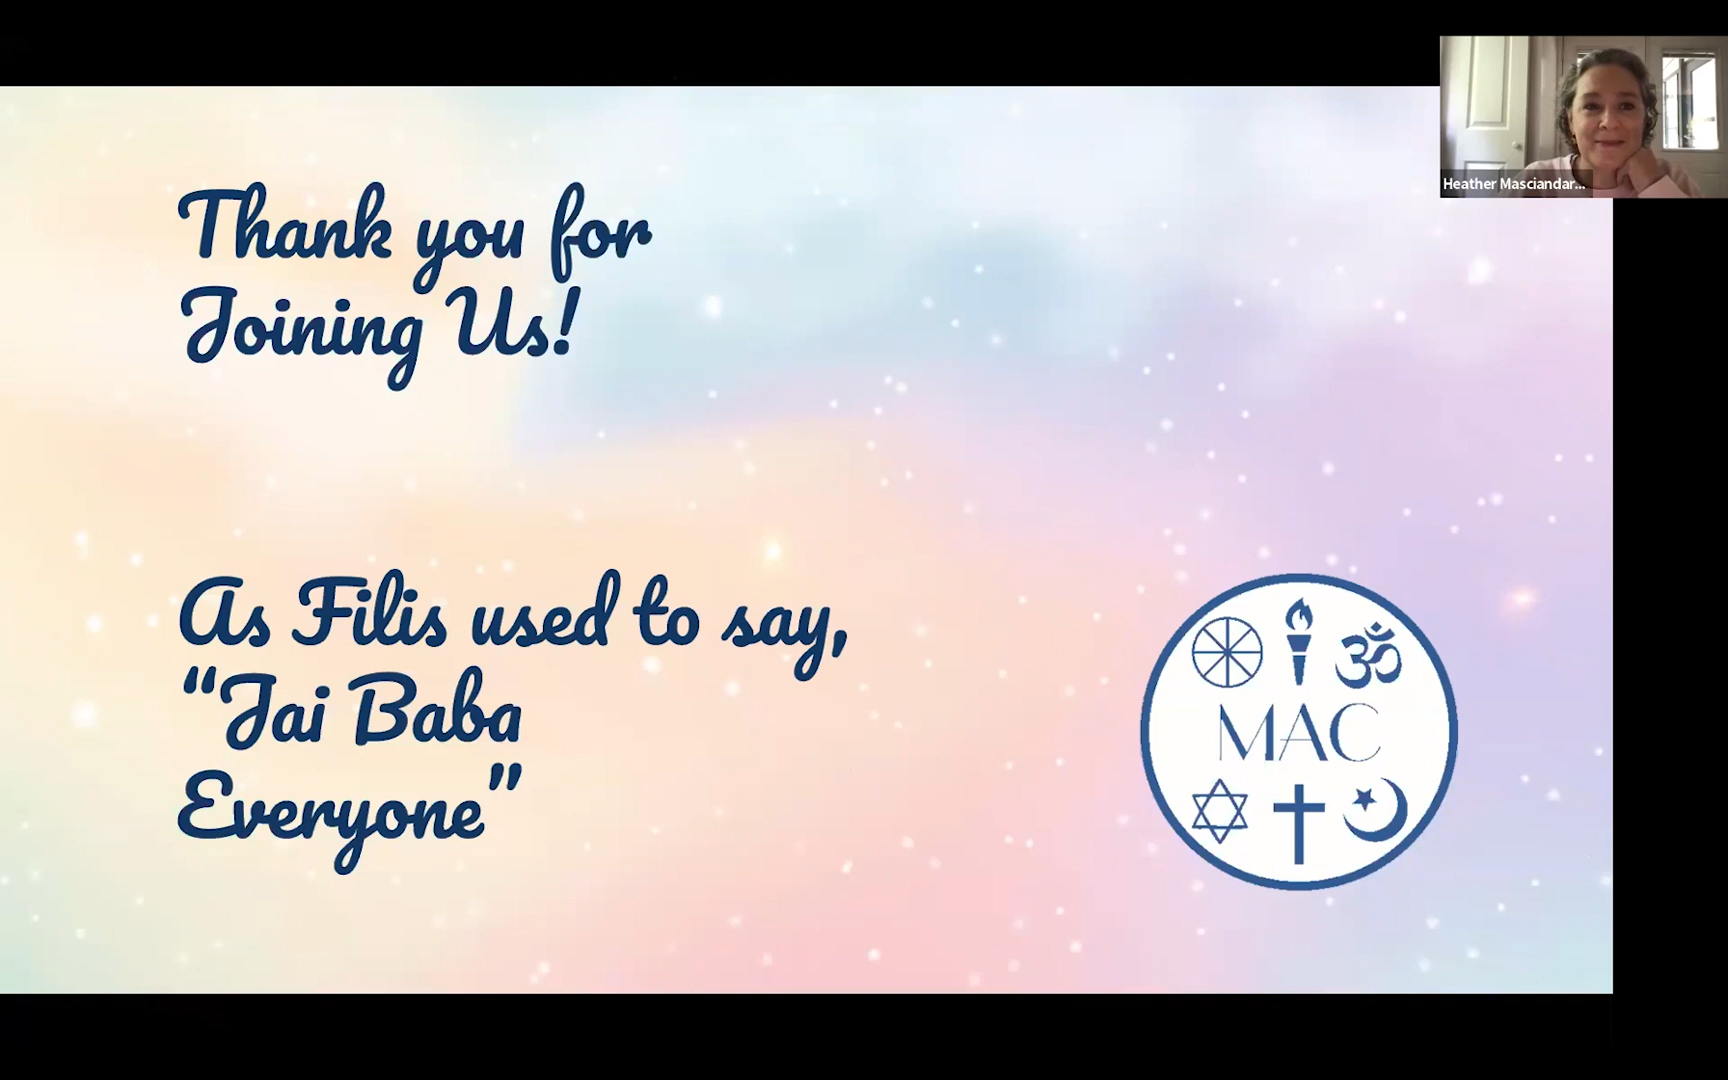 Thank you for
Joining Us!
Heather Masciandar...
As Filis used to say,
“Jai Baba
Everyone”
MAC